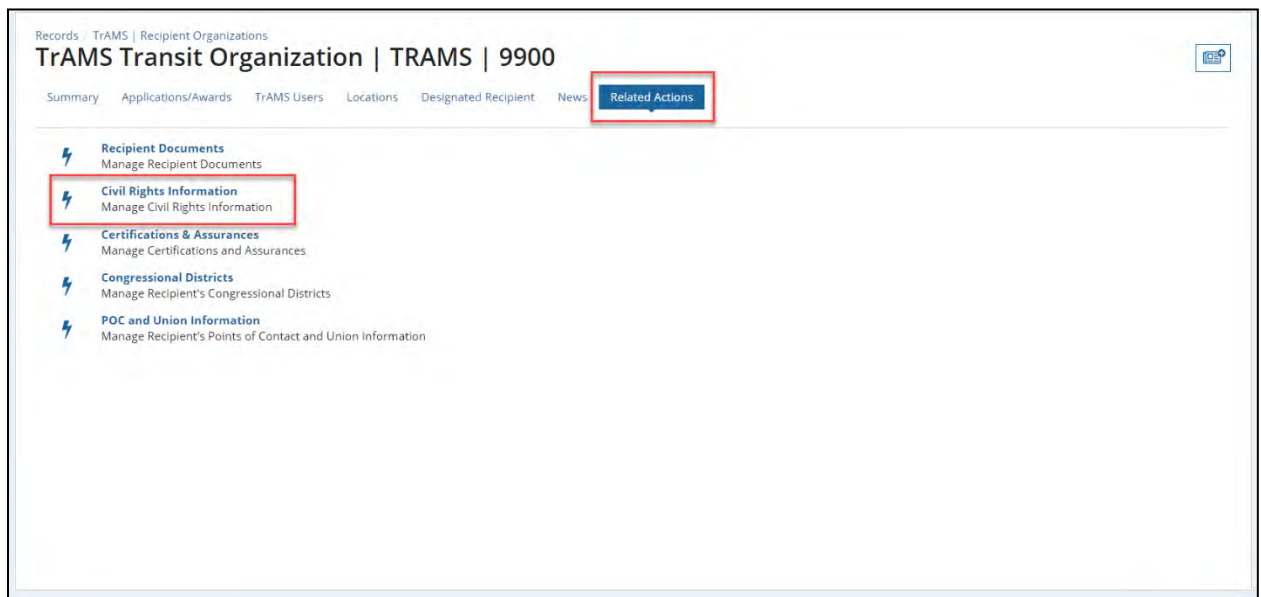 Records / TrAMS | Recipient Organizations
TrAMS Transit Organization | TRAMS | 9900
Summary Applications/Awards TrAMS Users Locations Designated Recipient News Related Actions
Recipient Documents
Manage Recipient Documents
Civil Rights Information
Manage Civil Rights Information
Certifications & Assurances
Manage Certifications and Assurances
Congressional Districts
Manage Recipient's Congressional Districts
POC and Union Information
Manage Recipient's Points of Contact and Union Information